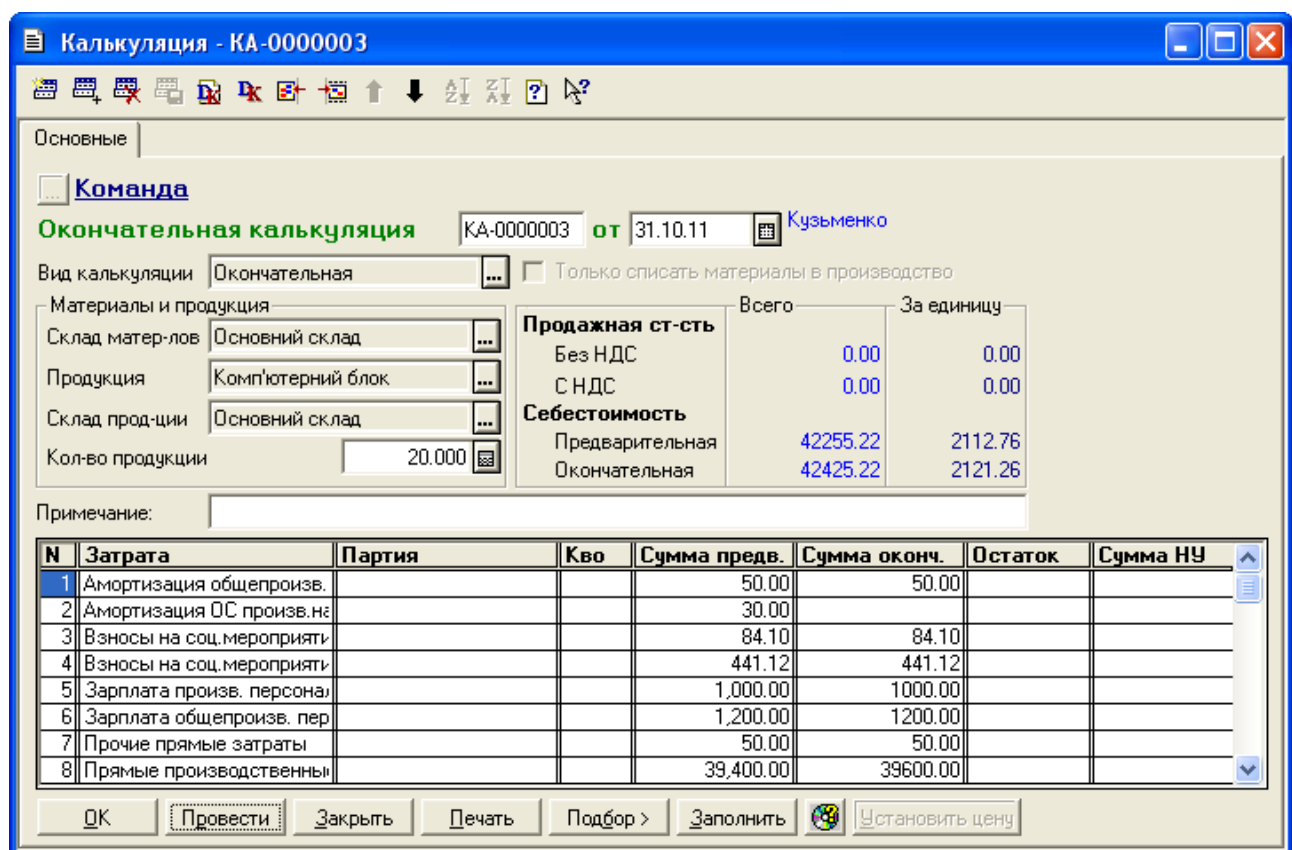 Калькуляция - КА-0000003
Основные
... Команда
Окончательная калькуляция КА-0000003 от 31.10.11 Кузьменко
Вид калькуляции Окончательная ... Только списать материалы в производство
Материалы и продукция Всего За единицу
Склад матер-лов Основний склад ... Продажная ст-сть
Без НДС 0.00 0.00
Продукция Комп'ютерний блок ... С НДС 0.00 0.00
Склад прод-ции Основний склад ... Себестоимость
Предварительная 42255.22 2112.76
Кол-во продукции 20.000 Окончательная 42425.22 2121.26
Примечание:
N Затрата Партия Кво Сумма предв. Сумма оконч. Остаток Сумма НУ
1 Амортизация общепроизв. 50.00 50.00
2 Амортизация ОС произв.на 30.00
3 Взносы на соц.мероприяти 84.10 84.10
4 Взносы на соц.мероприяти 441.12 441.12
5 Зарплата произв. персонал 1,000.00 1000.00
6 Зарплата общепроизв. пер 1,200.00 1200.00
7 Прочие прямые затраты 50.00 50.00
8 Прямые производственны 39,400.00 39600.00
OK Провести Закрыть Печать Подбор > Заполнить Установить цену